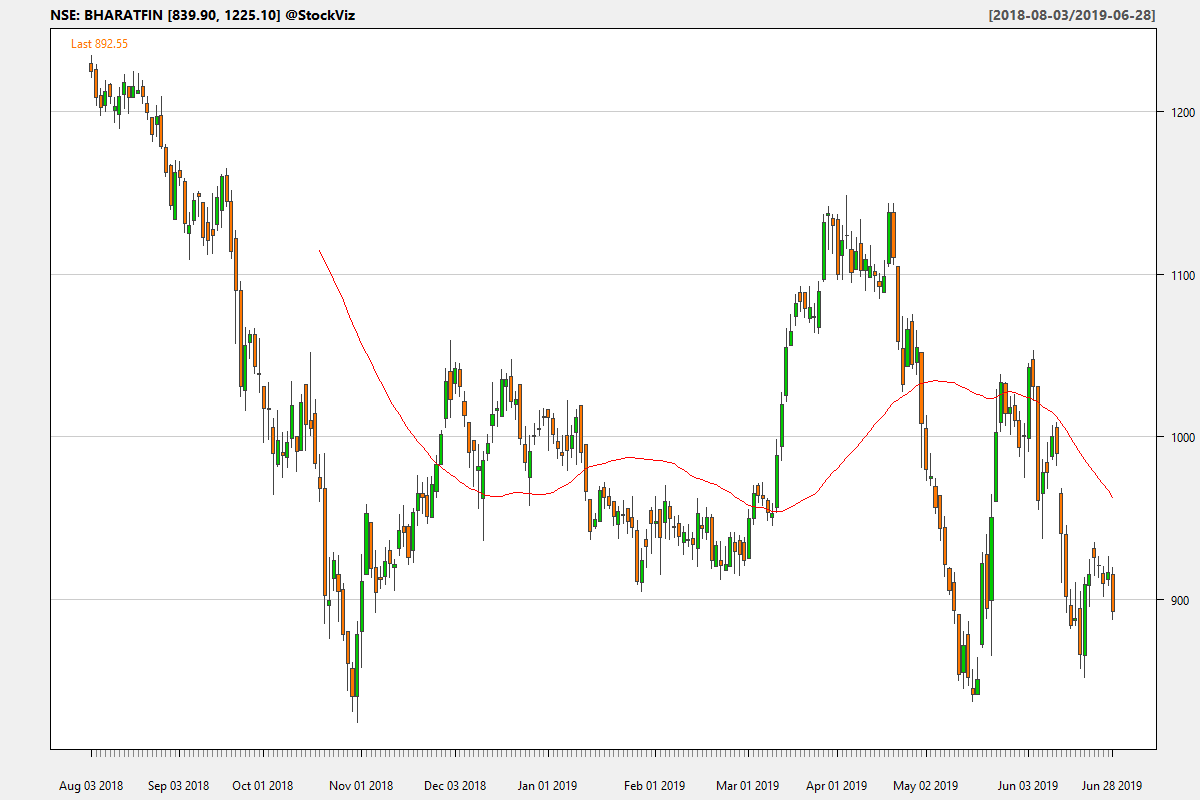 NSE: BHARATFIN [839.90, 1225.10] @StockViz [2018-08-03/2019-06-28]
Last 892.55
1200
1100
1000
900
Aug 03 2018 Sep 03 2018 Oct 01 2018 Nov 01 2018 Dec 03 2018 Jan 01 2019 Feb 01 2019 Mar 01 2019 Apr 01 2019 May 02 2019 Jun 03 2019 Jun 28 2019